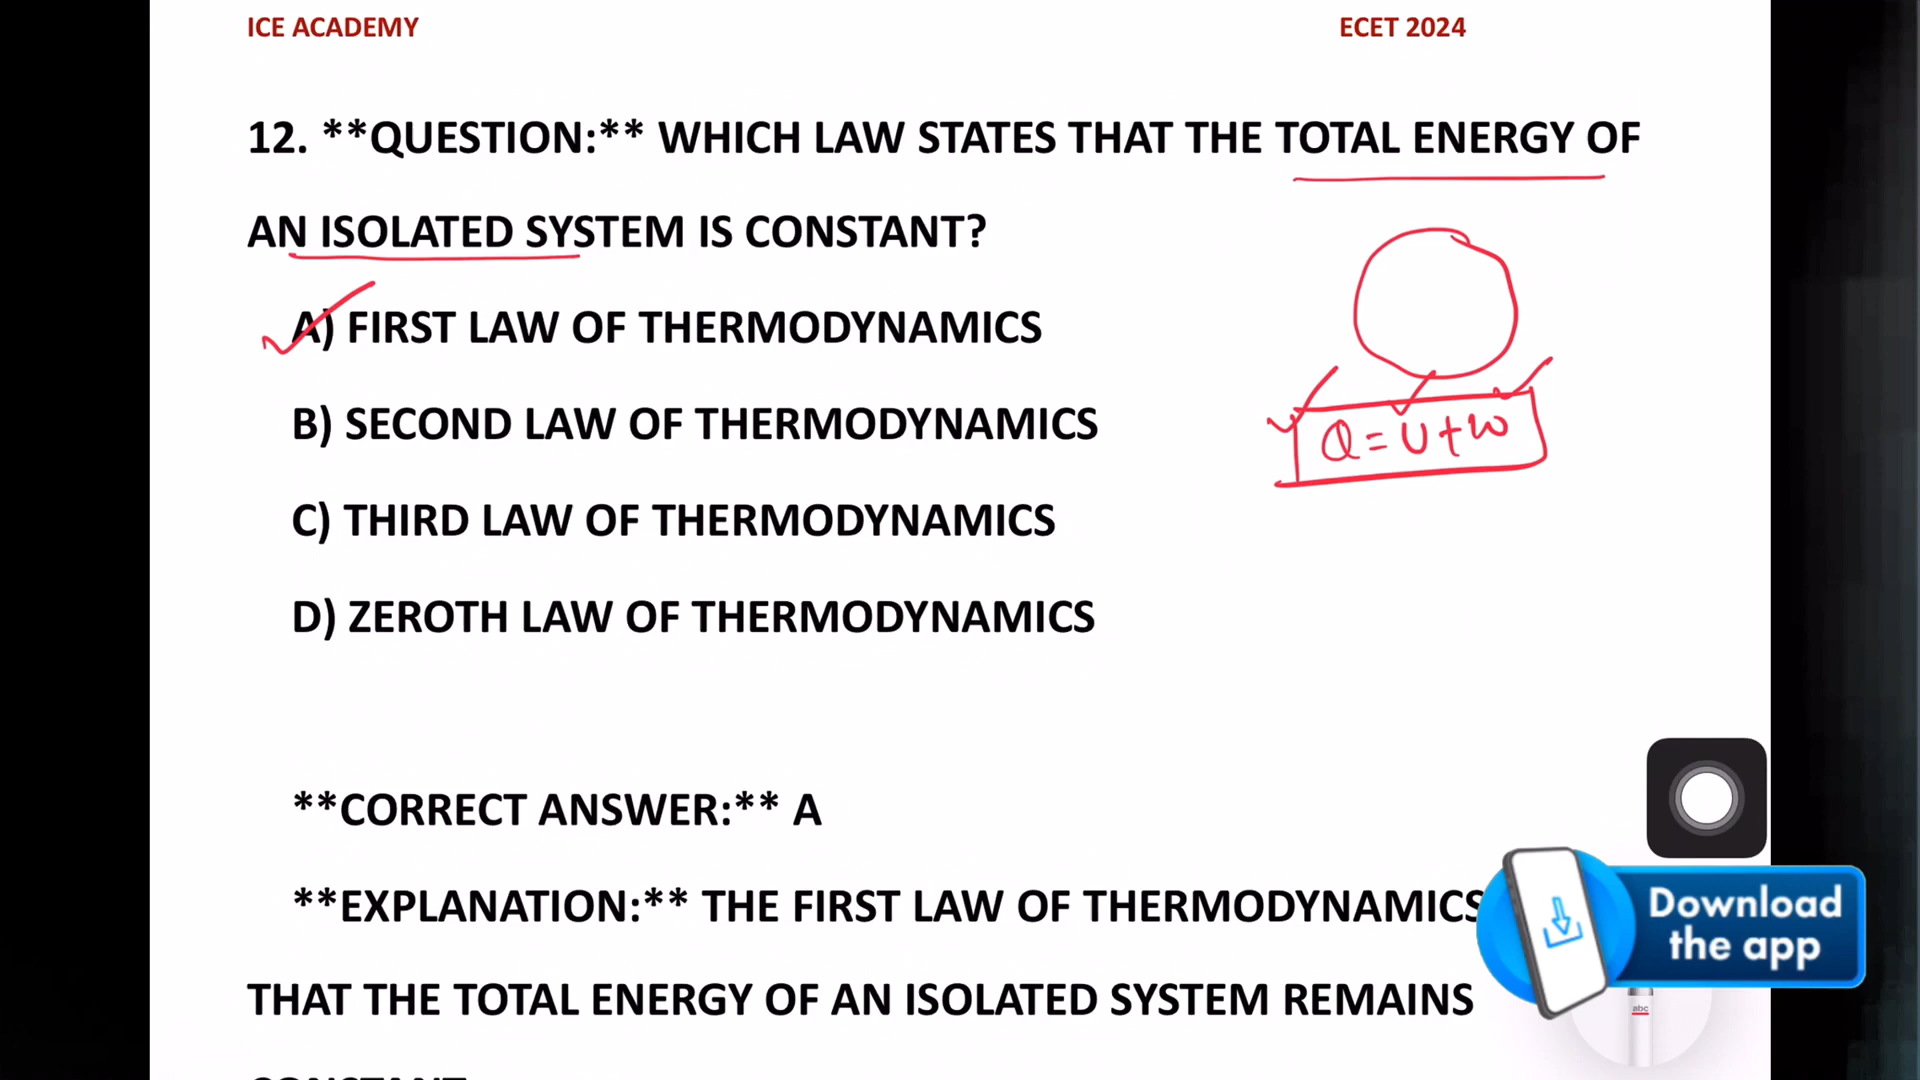 ICE ACADEMY
ECET 2024
12. **QUESTION:** WHICH LAW STATES THAT THE TOTAL ENERGY OF
AN ISOLATED SYSTEM IS CONSTANT?
A) FIRST LAW OF THERMODYNAMICS
B) SECOND LAW OF THERMODYNAMICS
Q = U + W
C) THIRD LAW OF THERMODYNAMICS
D) ZEROTH LAW OF THERMODYNAMICS
**CORRECT ANSWER:** A
**EXPLANATION:** THE FIRST LAW OF THERMODYNAMICS
THAT THE TOTAL ENERGY OF AN ISOLATED SYSTEM REMAINS
Download
the app
abc